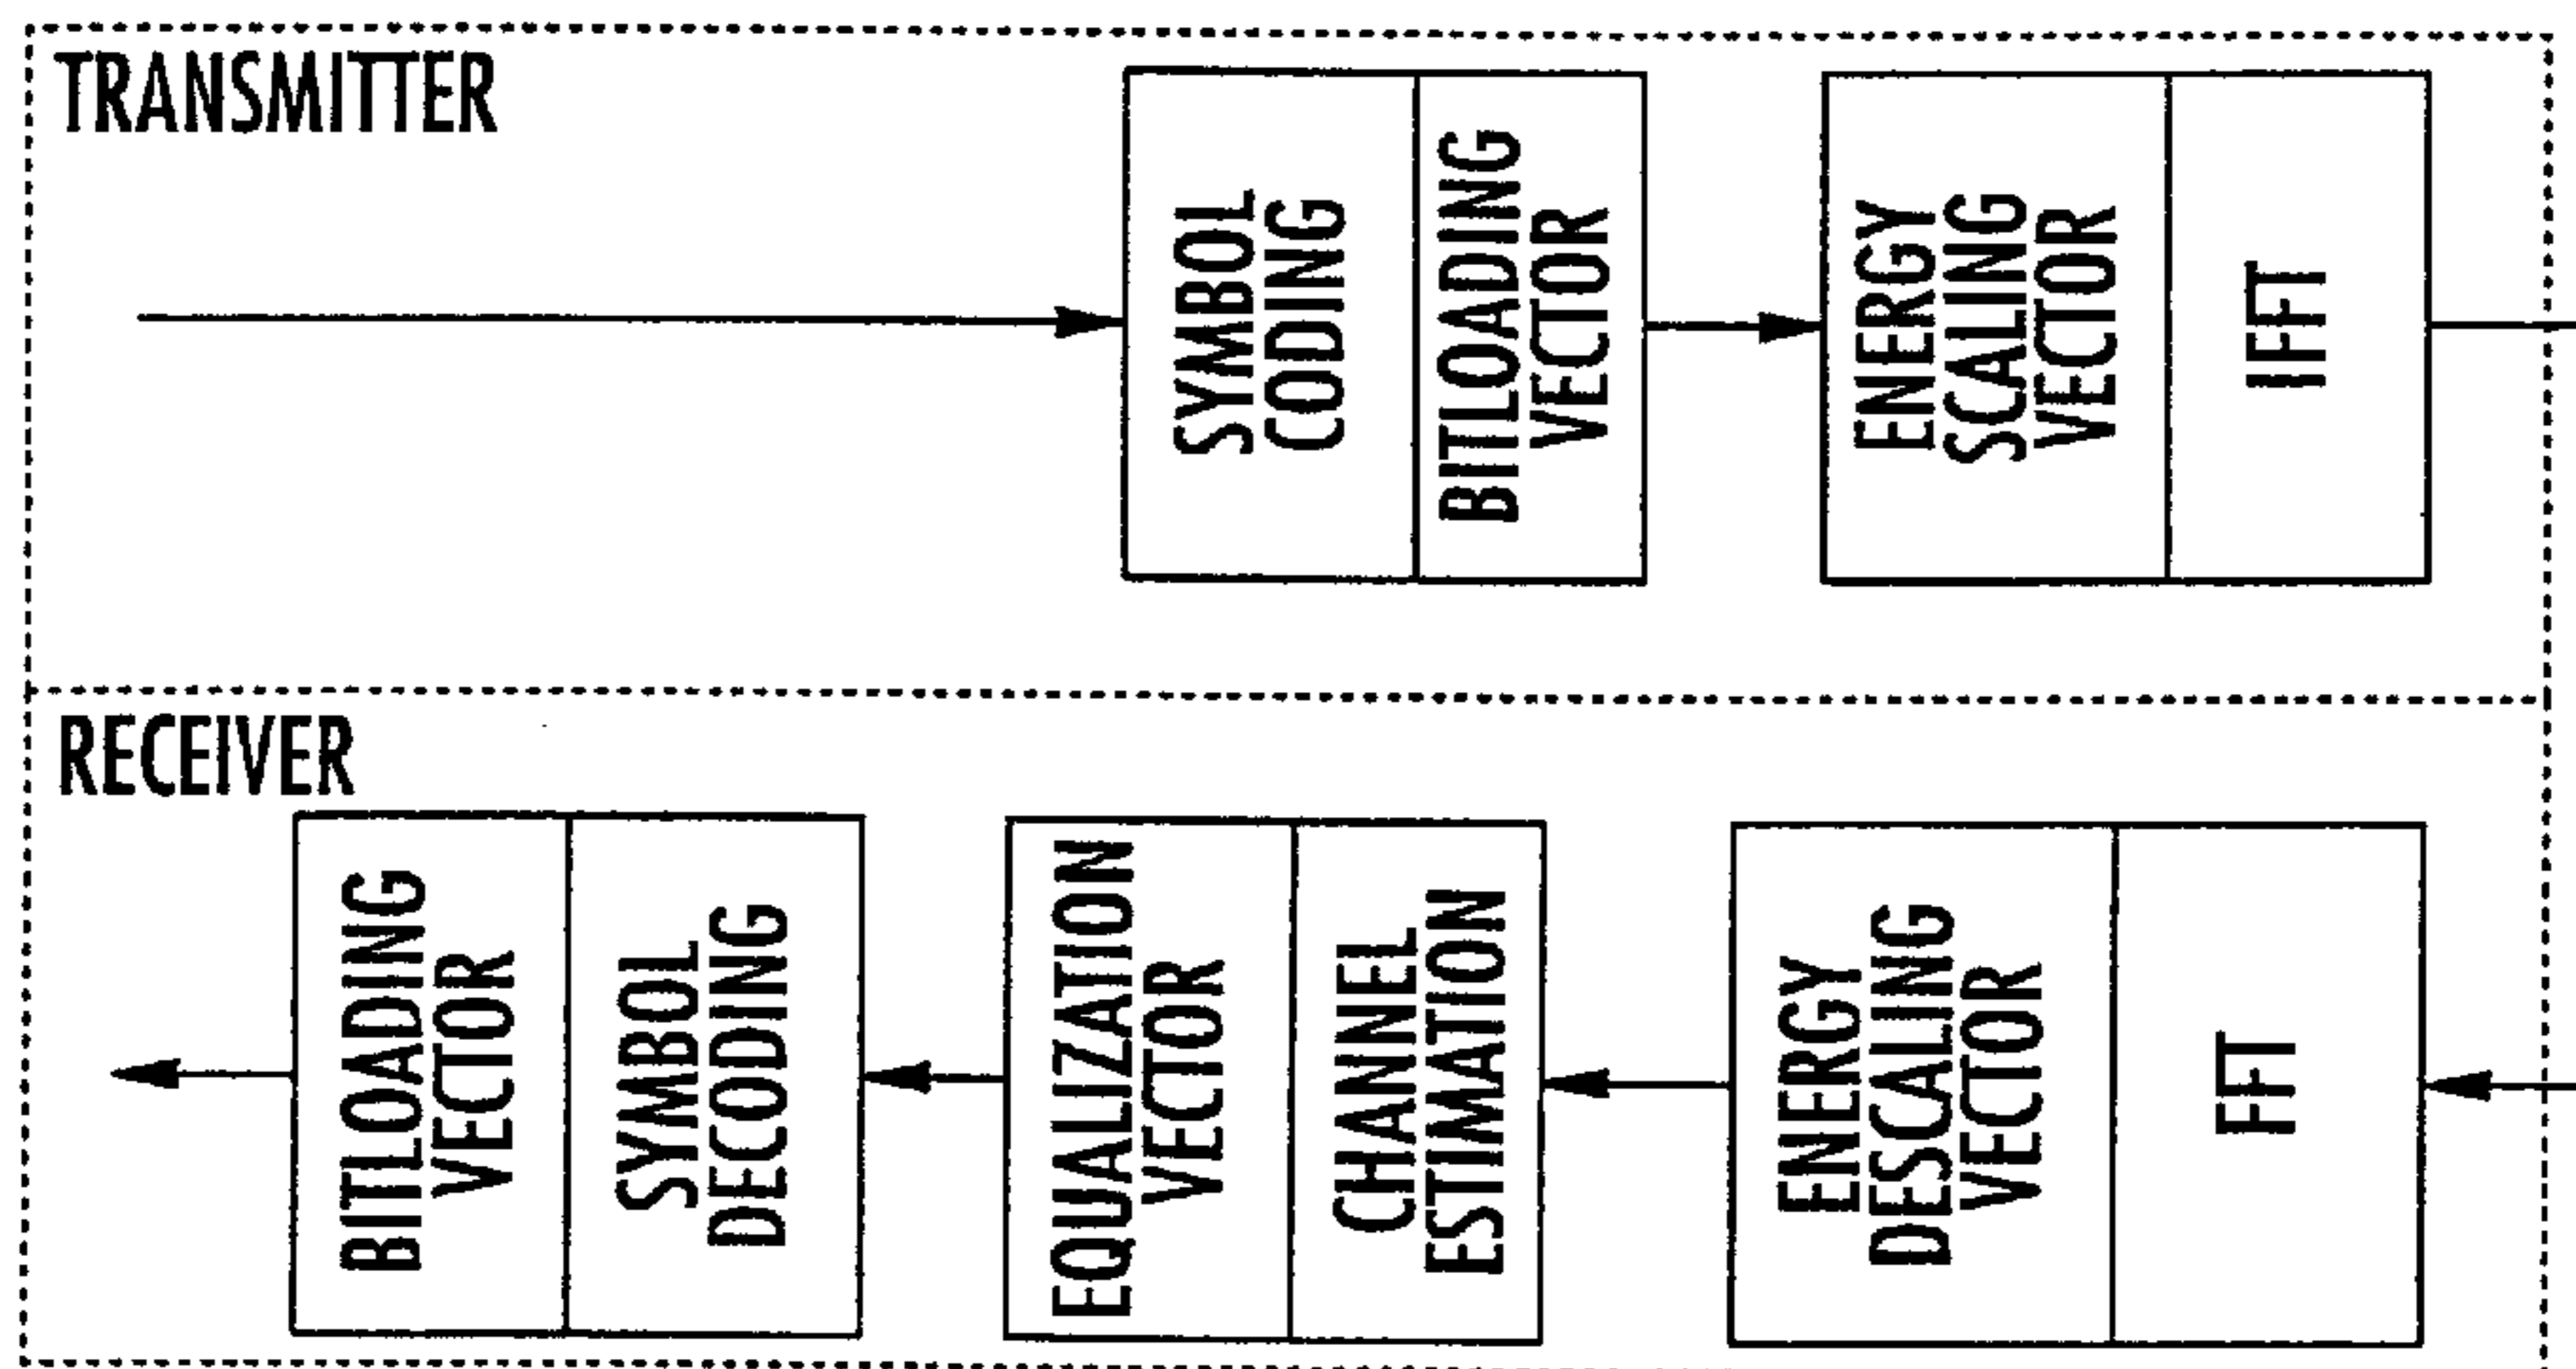 TRANSMITTER
SYMBOL
CODING
BITLOADING
VECTOR
ENERGY
SCALING
VECTOR
IFFT
RECEIVER
BITLOADING
VECTOR
SYMBOL
DECODING
EQUALIZATION
VECTOR
CHANNEL
ESTIMATION
ENERGY
DESCALING
VECTOR
FFT